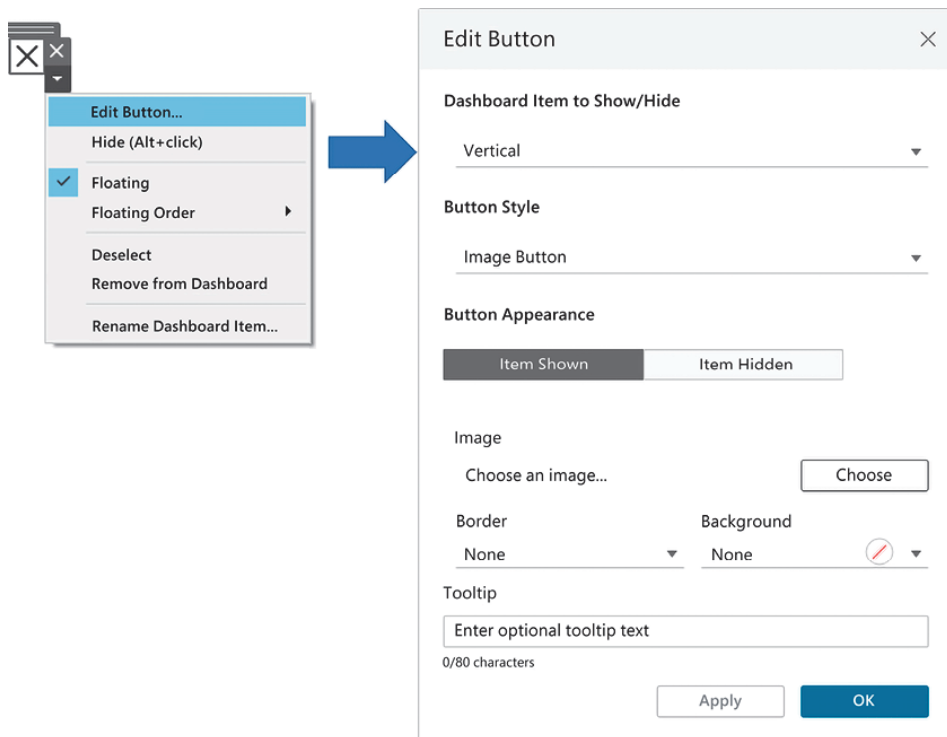 Edit Button...
Hide (Alt+click)
Floating
Floating Order
Deselect
Remove from Dashboard
Rename Dashboard Item...
Edit Button
Dashboard Item to Show/Hide
Vertical
Button Style
Image Button
Button Appearance
Item Shown Item Hidden
Image
Choose an image... Choose
Border Background
None None
Tooltip
Enter optional tooltip text
0/80 characters
Apply OK